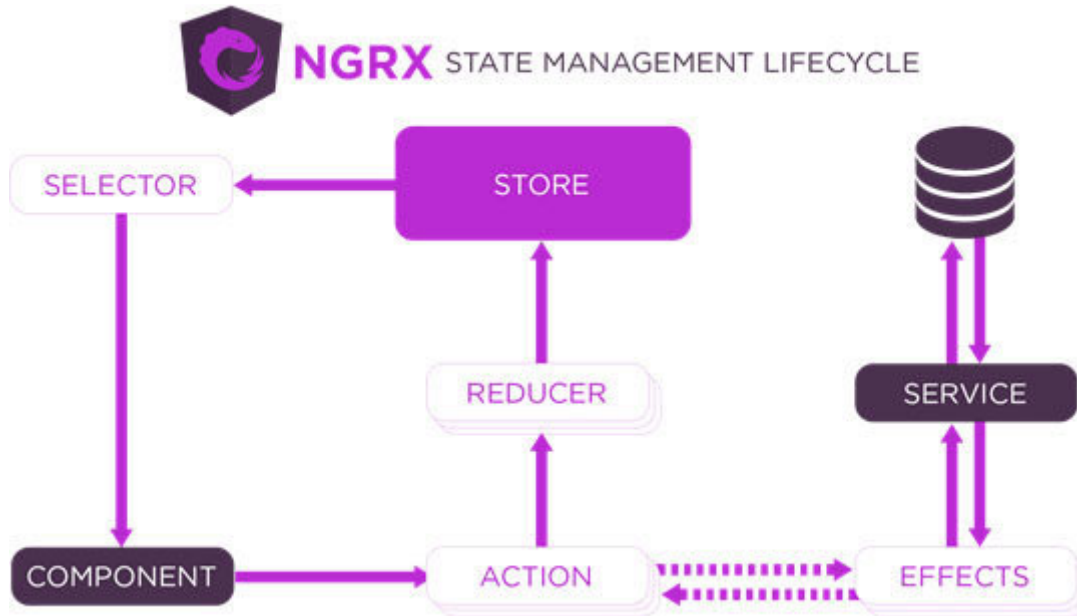 NGRX STATE MANAGEMENT LIFECYCLE
SELECTOR
STORE
REDUCER
SERVICE
COMPONENT
ACTION
EFFECTS